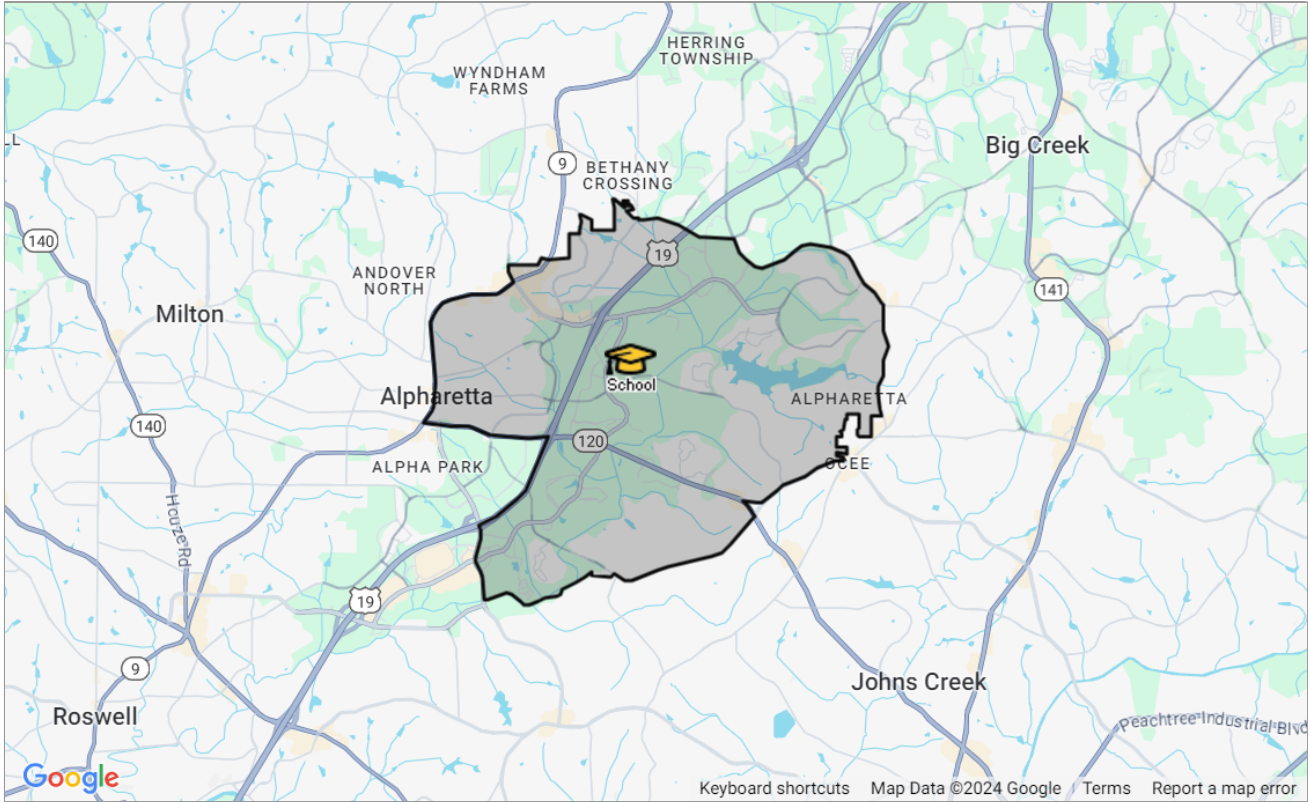 HERRING
TOWNSHIP
WYNDHAM
FARMS
LL
Big Creek
9
BETHANY
CROSSING
140
19
ANDOVER
NORTH
141
Milton
School
Alpharetta
ALPHARETTA
140
120
ALPHA PARK
OCEE
Houze Rd
19
9
Johns Creek
Roswell
Peachtree Industrial Blvd
Google
Keyboard shortcuts Map Data ©2024 Google Terms Report a map error